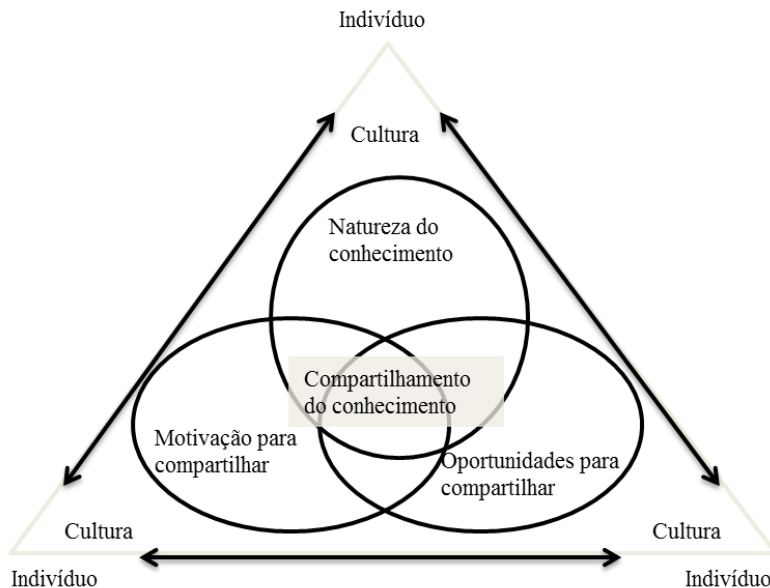 Indivíduo
Cultura
Natureza do
conhecimento
Compartilhamento
do conhecimento
Motivação para
compartilhar
Oportunidades para
compartilhar
Cultura
Cultura
Indivíduo
Indivíduo